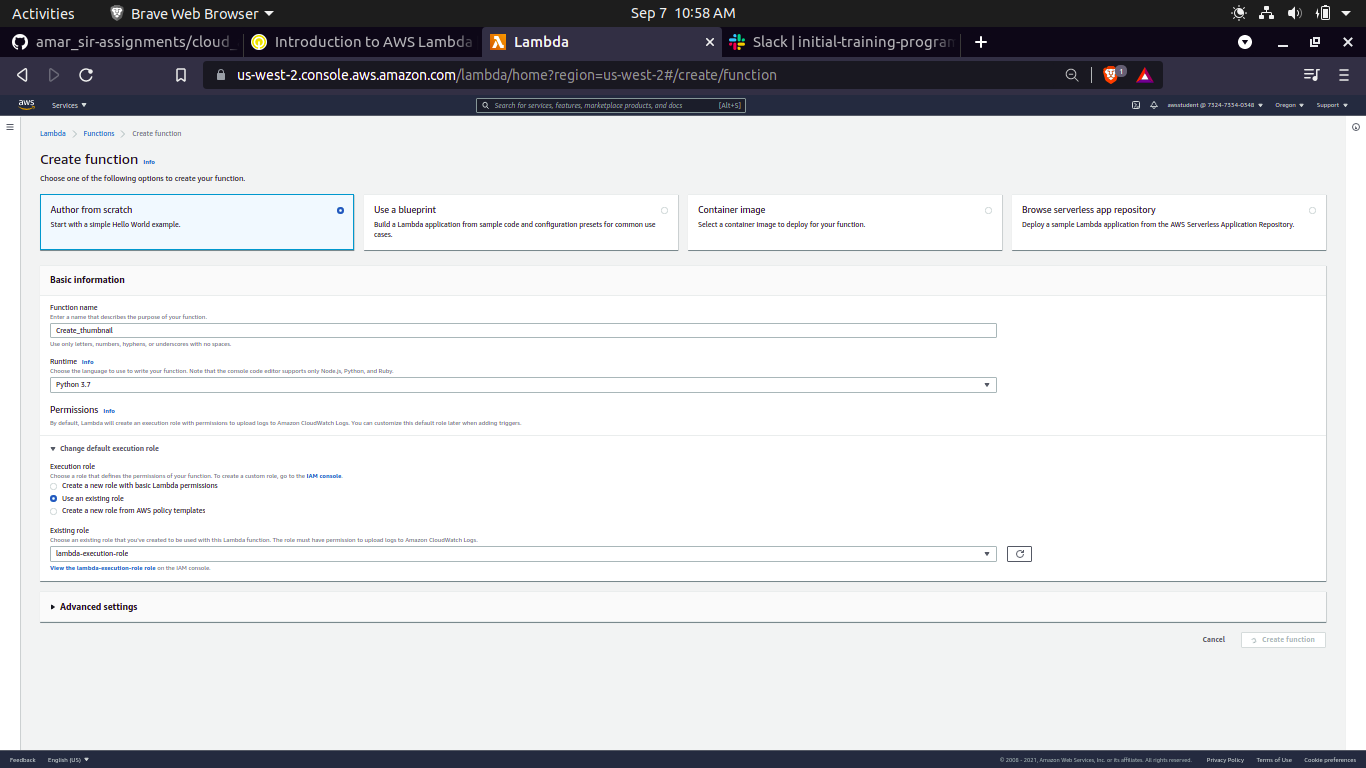 Activities
Brave Web Browser
Sep 7 10:58 AM
amar_sir-assignments/cloud_
Introduction to AWS Lambda
Lambda
Slack | initial-training-program
us-west-2.console.aws.amazon.com/lambda/home?region=us-west-2#/create/function
1
aws
Services
Search for services, features, marketplace products, and docs
[Alt+S]
awsstudent @ 7324-7334-0348
Oregon
Support
Lambda
Functions
Create function
Create function Info
Choose one of the following options to create your function.
Author from scratch
Start with a simple Hello World example.
Use a blueprint
Build a Lambda application from sample code and configuration presets for common use
cases.
Container image
Select a container image to deploy for your function.
Browse serverless app repository
Deploy a sample Lambda application from the AWS Serverless Application Repository.
Basic information
Function name
Enter a name that describes the purpose of your function.
Create_thumbnail
Use only letters, numbers, hyphens, or underscores with no spaces.
Runtime Info
Choose the language to use to write your function. Note that the console code editor supports only Node.js, Python, and Ruby.
Python 3.7
Permissions Info
By default, Lambda will create an execution role with permissions to upload logs to Amazon CloudWatch Logs. You can customize this default role later when adding triggers.
Change default execution role
Execution role
Choose a role that defines the permissions of your function. To create a custom role, go to the IAM console.
Create a new role with basic Lambda permissions
Use an existing role
Create a new role from AWS policy templates
Existing role
Choose an existing role that you've created to be used with this Lambda function. The role must have permission to upload logs to Amazon CloudWatch Logs.
lambda-execution-role
View the lambda-execution-role role on the IAM console.
Advanced settings
Cancel
Create function
Feedback
English (US)
© 2008 - 2021, Amazon Web Services, Inc. or its affiliates. All rights reserved.
Privacy Policy
Terms of Use
Cookie preferences